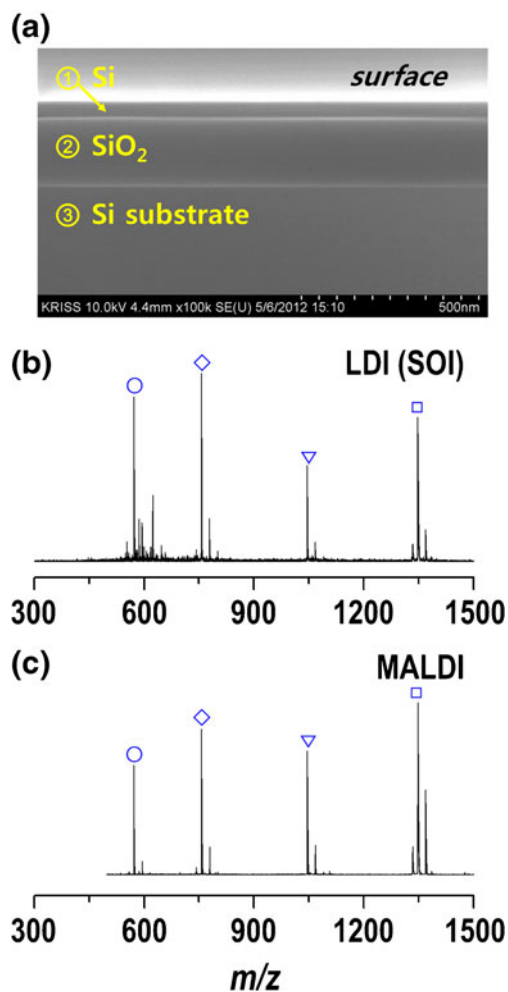 (a)
① Si
surface
② SiO₂
③ Si substrate
KRISS 10.0kV 4.4mm x100k SE(U) 5/6/2012 15:10 500nm
(b)
LDI (SOI)
300 600 900 1200 1500
(c)
MALDI
300 600 900 1200 1500
m/z